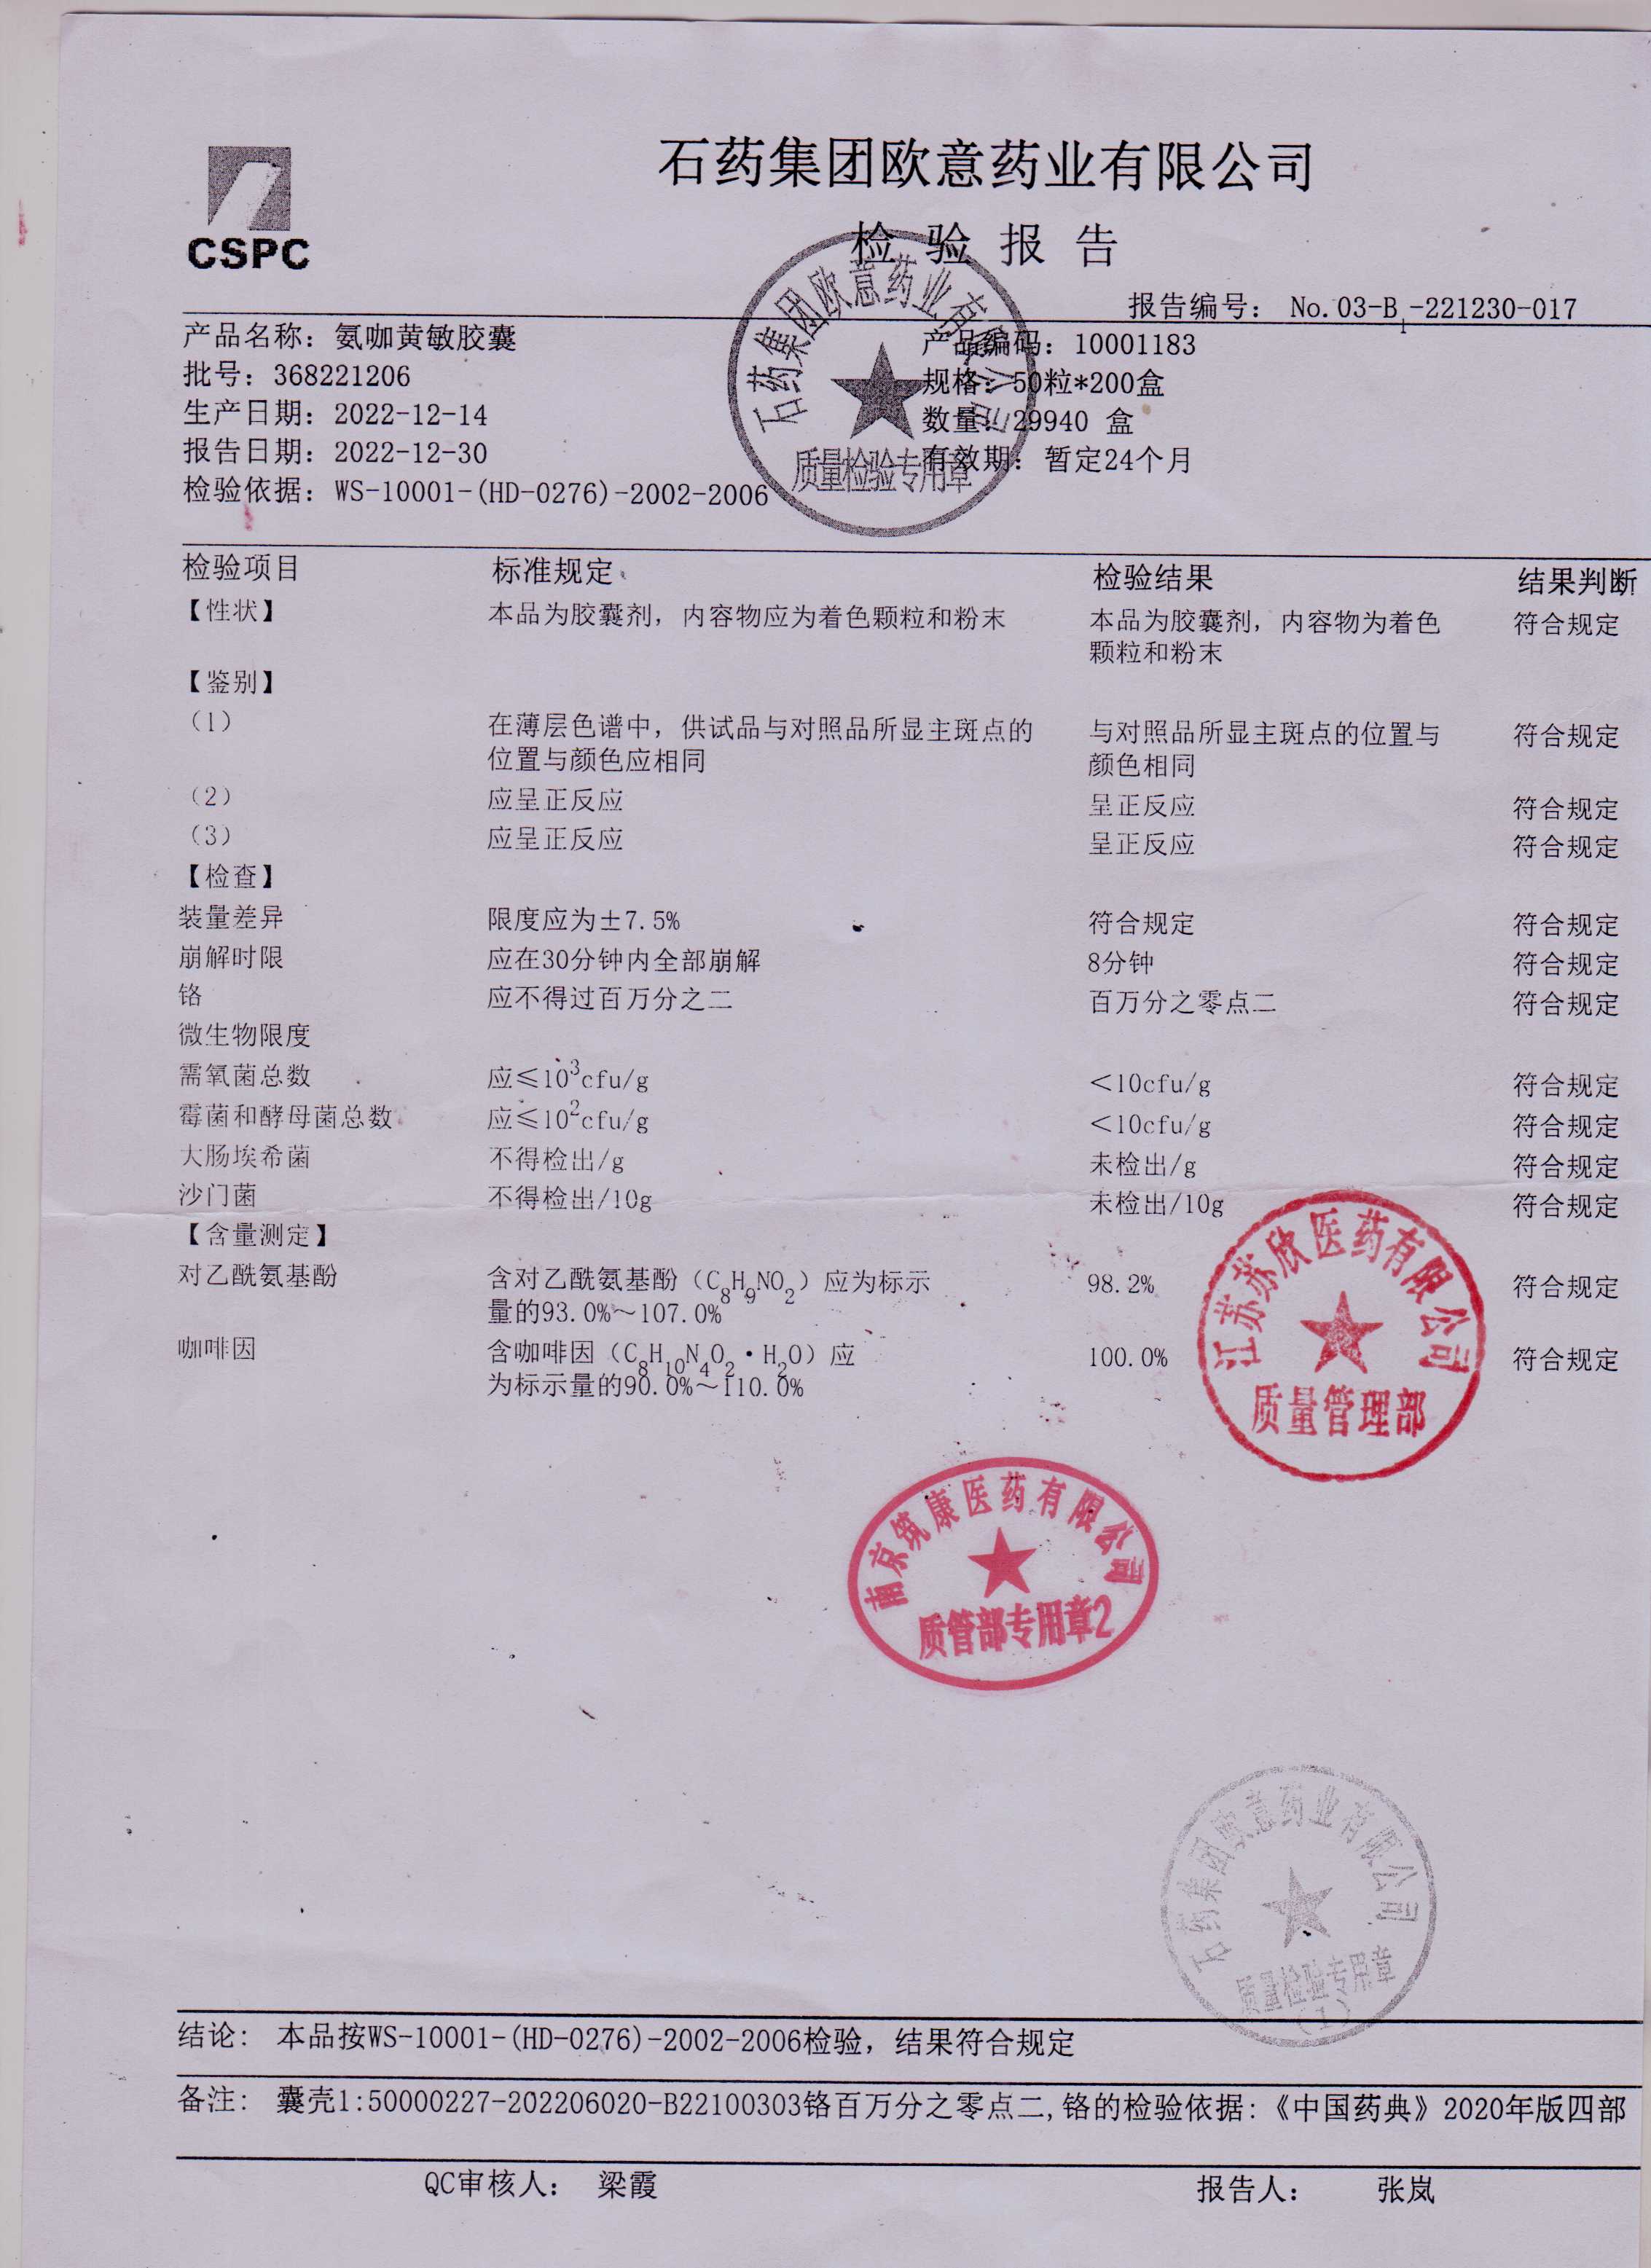 CSPC
石药集团欧意药业有限公司
检验报告
报告编号： No.03-B₁-221230-017
产品名称：氨咖黄敏胶囊 产品编码：10001183
批号：368221206 规格：50粒*200盒
生产日期：2022-12-14 数量：29940 盒
报告日期：2022-12-30 有效期：暂定24个月
检验依据：WS-10001-(HD-0276)-2002-2006
石药集团欧意药业有限公司
质量检验专用章
检验项目 标准规定 检验结果 结果判断
【性状】 本品为胶囊剂，内容物应为着色颗粒和粉末 本品为胶囊剂，内容物为着色 符合规定
颗粒和粉末
【鉴别】
（1） 在薄层色谱中，供试品与对照品所显主斑点的 与对照品所显主斑点的位置与 符合规定
位置与颜色应相同 颜色相同
（2） 应呈正反应 呈正反应 符合规定
（3） 应呈正反应 呈正反应 符合规定
【检查】
装量差异 限度应为±7.5% 符合规定 符合规定
崩解时限 应在30分钟内全部崩解 8分钟 符合规定
铬 应不得过百万分之二 百万分之零点二 符合规定
微生物限度
需氧菌总数 应≤10³cfu/g ＜10cfu/g 符合规定
霉菌和酵母菌总数 应≤10²cfu/g ＜10cfu/g 符合规定
大肠埃希菌 不得检出/g 未检出/g 符合规定
沙门菌 不得检出/10g 未检出/10g 符合规定
【含量测定】
对乙酰氨基酚 含对乙酰氨基酚（C₈H₉NO₂）应为标示 98.2% 符合规定
量的93.0%～107.0%
咖啡因 含咖啡因（C₈H₁₀N₄O₂·H₂O）应 100.0% 符合规定
为标示量的90.0%～110.0%
江苏苏欣医药有限公司
质量管理部
南京筑康医药有限公司
质管部专用章2
石药集团欧意药业有限公司
质量检验专用章
（1）
结论： 本品按WS-10001-(HD-0276)-2002-2006检验，结果符合规定
备注： 囊壳1:50000227-202206020-B22100303铬百万分之零点二,铬的检验依据:《中国药典》2020年版四部
QC审核人： 梁霞 报告人： 张岚